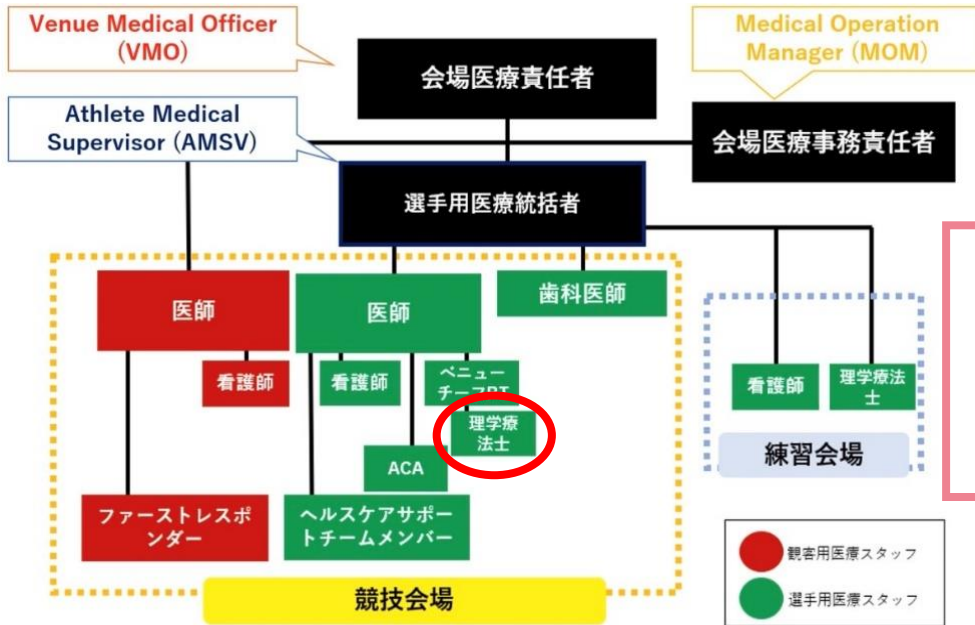 Venue Medical Officer
(VMO)
Medical Operation
Manager (MOM)
会場医療責任者
Athlete Medical
Supervisor (AMSV)
会場医療事務責任者
選手用医療統括者
医師
医師
歯科医師
看護師
看護師
ベニュー
チーフPT
理学療
法士
ACA
ファーストレスポ
ンダー
ヘルスケアサポー
トチームメンバー
競技会場
看護師
理学療法
士
練習会場
観客用医療スタッフ
選手用医療スタッフ